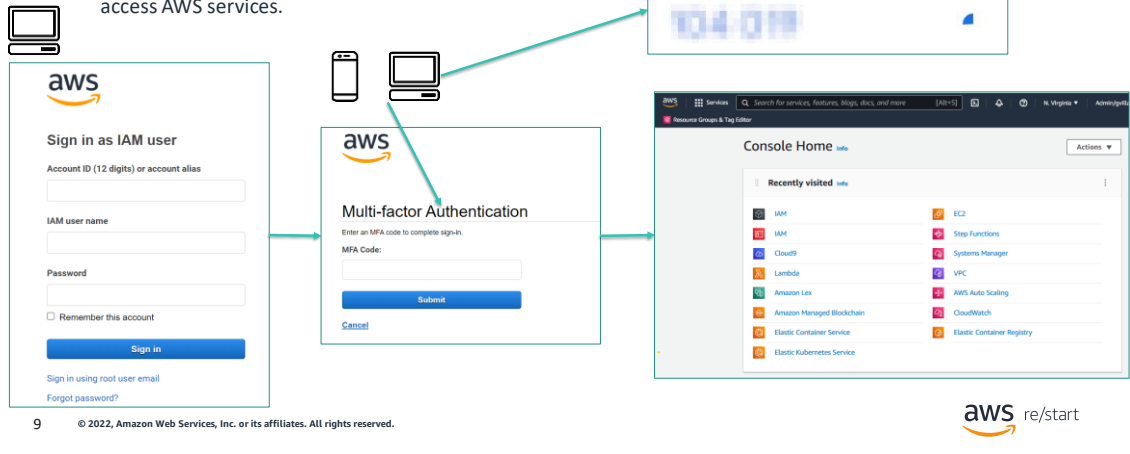 access AWS services.
aws
Sign in as IAM user
Account ID (12 digits) or account alias
IAM user name
Password
Remember this account
Sign in
Sign in using root user email
Forgot password?
aws
Multi-factor Authentication
Enter an MFA code to complete sign-in.
MFA Code:
Submit
Cancel
aws
Services
Search for services, features, blogs, docs, and more
[Alt+S]
N. Virginia
Resource Groups & Tag Editor
Console Home Info
Actions
Recently visited Info
IAM
EC2
IAM
Step Functions
Cloud9
Systems Manager
Lambda
VPC
Amazon Lex
AWS Auto Scaling
Amazon Managed Blockchain
CloudWatch
Elastic Container Service
Elastic Container Registry
Elastic Kubernetes Service
9
© 2022, Amazon Web Services, Inc. or its affiliates. All rights reserved.
aws re/start